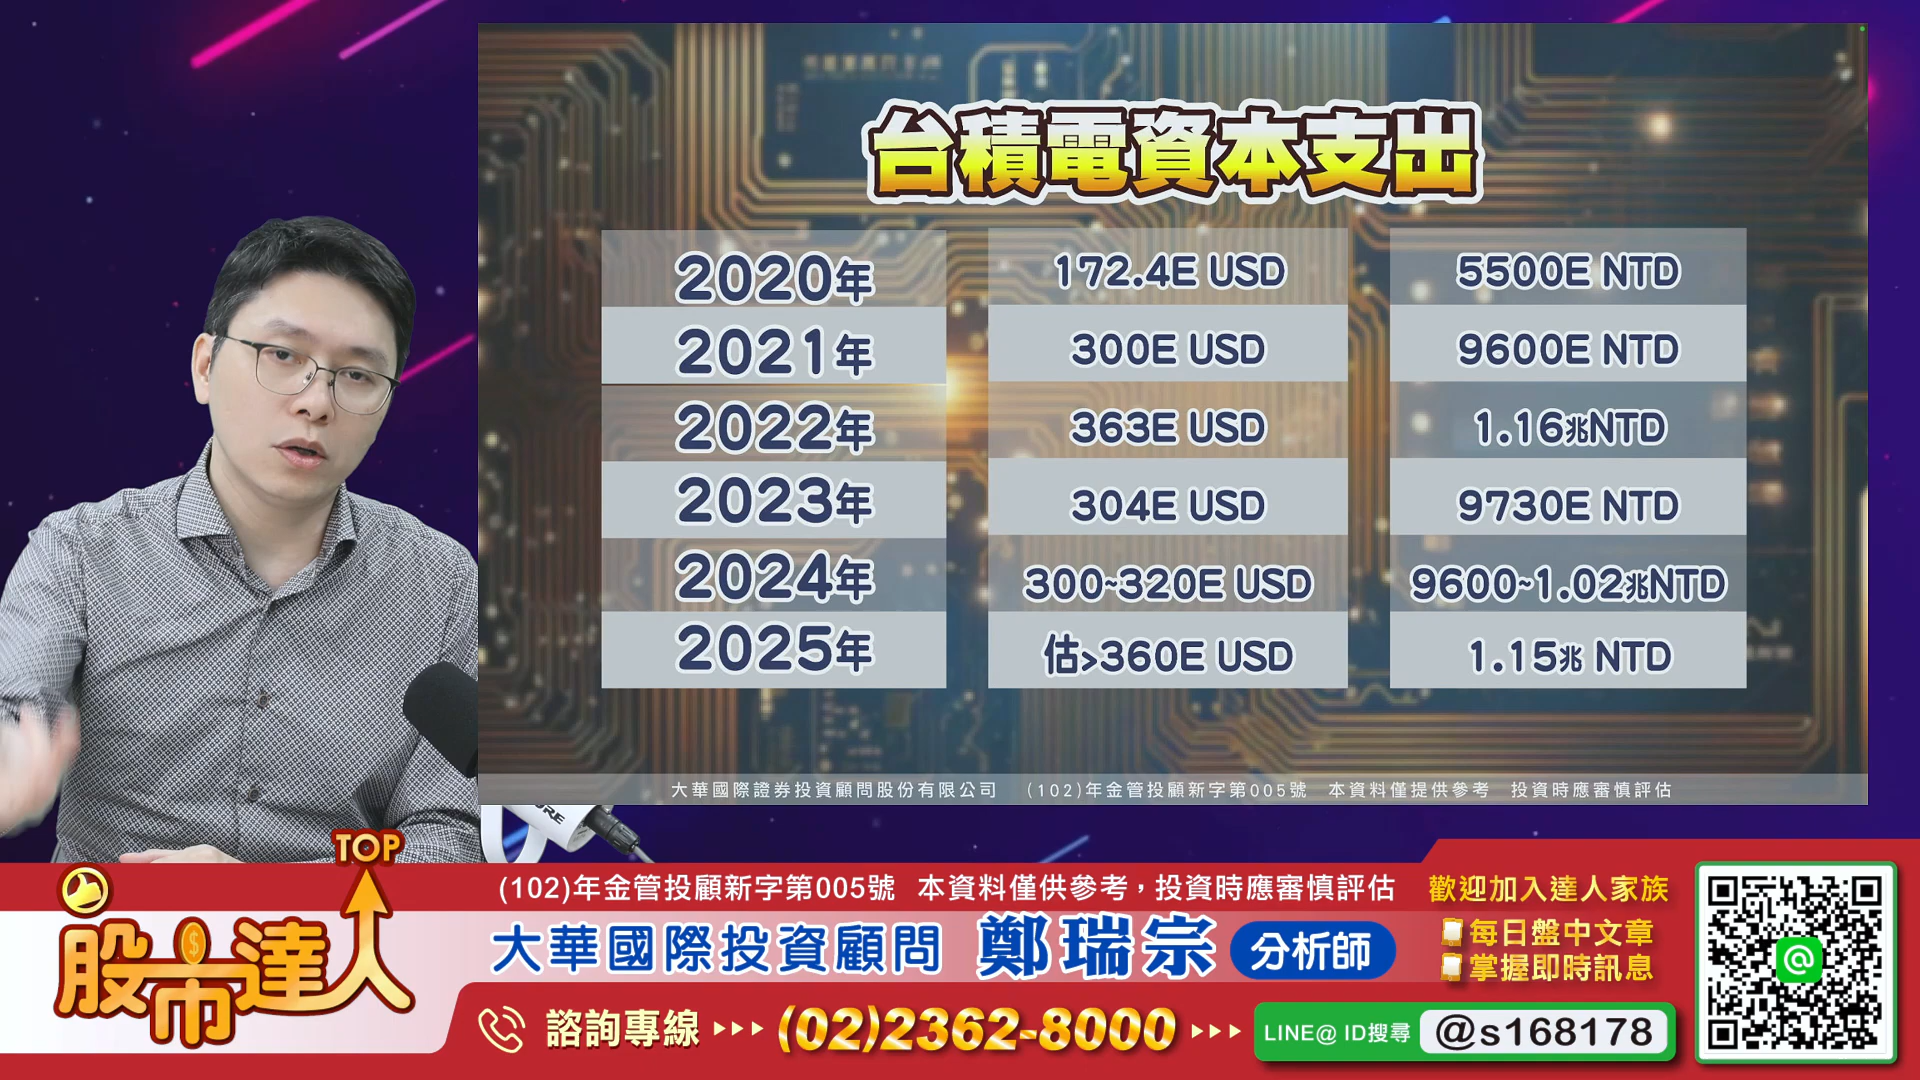 台積電資本支出
2020年 172.4E USD 5500E NTD
2021年 300E USD 9600E NTD
2022年 363E USD 1.16兆NTD
2023年 304E USD 9730E NTD
2024年 300~320E USD 9600~1.02兆NTD
2025年 估>360E USD 1.15兆 NTD
大華國際證券投資顧問股份有限公司 (102)年金管投顧新字第005號 本資料僅提供參考 投資時應審慎評估
TOP
股市達人
(102)年金管投顧新字第005號 本資料僅供參考,投資時應審慎評估
大華國際投資顧問 鄭瑞宗 分析師
諮詢專線 (02)2362-8000
歡迎加入達人家族
每日盤中文章
掌握即時訊息
LINE@ ID搜尋 @s168178